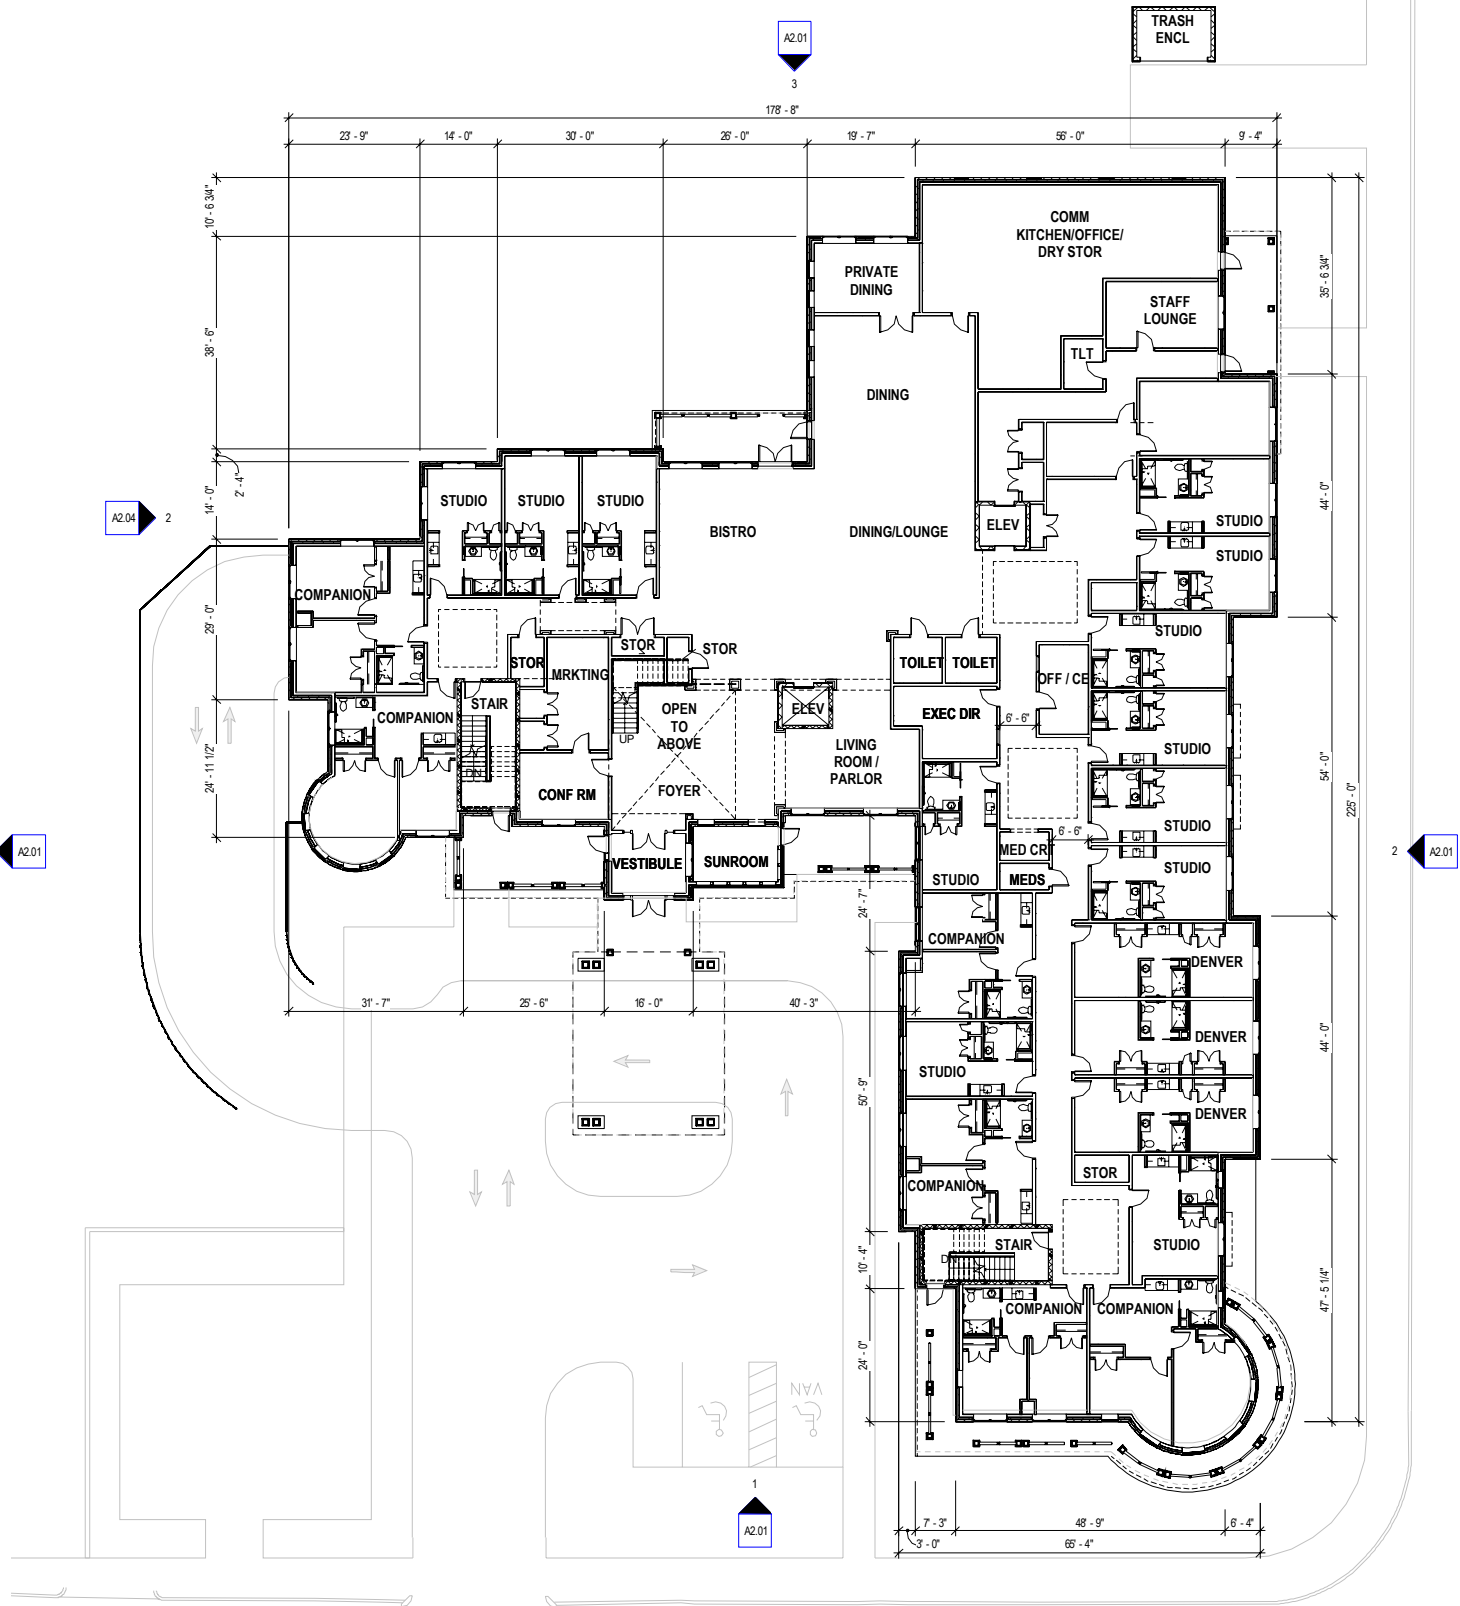 TRASH
ENCL
A2.01
3
178' - 8"
23' - 9"
14' - 0"
30' - 0"
26' - 0"
19' - 7"
56' - 0"
9' - 4"
10' - 6 3/4"
38' - 6"
2' - 4"
14' - 0"
29' - 0"
24' - 11 1/2"
35' - 6 3/4"
44' - 0"
54' - 0"
225' - 0"
44' - 0"
47' - 5 1/4"
COMM
KITCHEN/OFFICE/
DRY STOR
PRIVATE
DINING
STAFF
LOUNGE
TLT
DINING
A2.04
2
STUDIO
STUDIO
STUDIO
BISTRO
DINING/LOUNGE
ELEV
STUDIO
STUDIO
COMPANION
STUDIO
STOR
STOR
STOR
MRKTING
TOILET
TOILET
OFF / CE
STAIR
COMPANION
OPEN
TO
ABOVE
ELEV
EXEC DIR
6' - 6"
UP
DN
LIVING
ROOM /
PARLOR
STUDIO
CONF RM
FOYER
STUDIO
6' - 6"
MED CR
A2.01
VESTIBULE
SUNROOM
STUDIO
MEDS
STUDIO
2
A2.01
24' - 7"
COMPANION
DENVER
31' - 7"
25' - 6"
16' - 0"
40' - 3"
DENVER
STUDIO
50' - 9"
DENVER
STOR
COMPANION
STAIR
DN
STUDIO
10' - 4"
COMPANION
COMPANION
24' - 0"
VAN
1
A2.01
7' - 3"
48' - 9"
6' - 4"
3' - 0"
65' - 4"